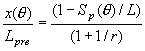 x(θ)/L_pre = (1 − S_p(θ)/L)/(1 + 1/r)